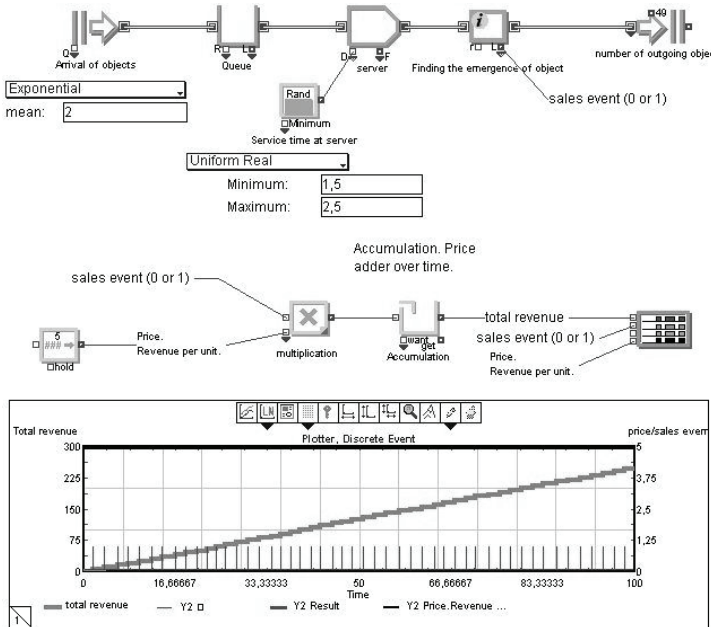 49
Q
Arrival of objects
R L
Queue
D F
server
r L
Finding the emergence of object
number of outgoing objec
Exponential
mean: 2
Rand
Minimum
Service time at server
sales event (0 or 1)
Uniform Real
Minimum: 1,5
Maximum: 2,5
Accumulation. Price
adder over time.
sales event (0 or 1)
5
###
hold
Price.
Revenue per unit.
multiplication
want
get
Accumulation
total revenue
sales event (0 or 1)
Price.
Revenue per unit.
Total revenue
Plotter, Discrete Event
price/sales even
300
225
150
75
0
5
3,75
2,5
1,25
0
0 16,66667 33,33333 50 66,66667 83,33333 100
Time
total revenue Y2 Y2 Result Y2 Price.Revenue ...
1